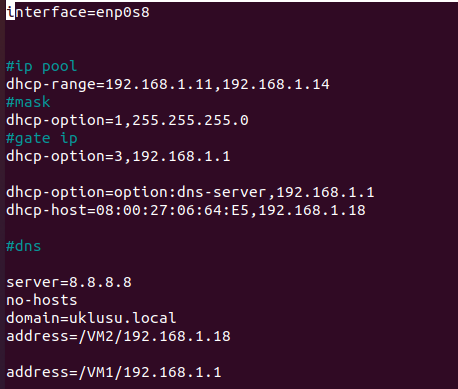 interface=enp0s8
#ip pool
dhcp-range=192.168.1.11,192.168.1.14
#mask
dhcp-option=1,255.255.255.0
#gate ip
dhcp-option=3,192.168.1.1
dhcp-option=option:dns-server,192.168.1.1
dhcp-host=08:00:27:06:64:E5,192.168.1.18
#dns
server=8.8.8.8
no-hosts
domain=uklusu.local
address=/VM2/192.168.1.18
address=/VM1/192.168.1.1